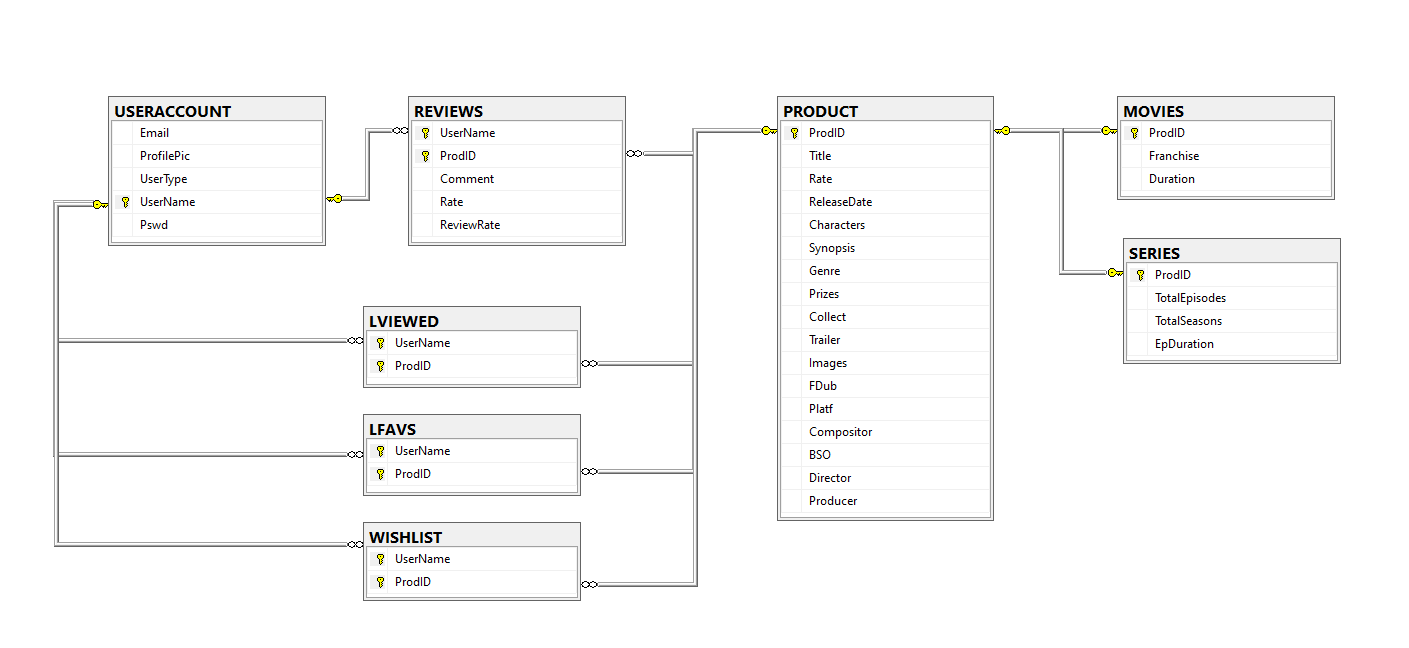 USERACCOUNT
Email
ProfilePic
UserType
UserName
Pswd
REVIEWS
UserName
ProdID
Comment
Rate
ReviewRate
LVIEWED
UserName
ProdID
LFAVS
UserName
ProdID
WISHLIST
UserName
ProdID
PRODUCT
ProdID
Title
Rate
ReleaseDate
Characters
Synopsis
Genre
Prizes
Collect
Trailer
Images
FDub
Platf
Compositor
BSO
Director
Producer
MOVIES
ProdID
Franchise
Duration
SERIES
ProdID
TotalEpisodes
TotalSeasons
EpDuration